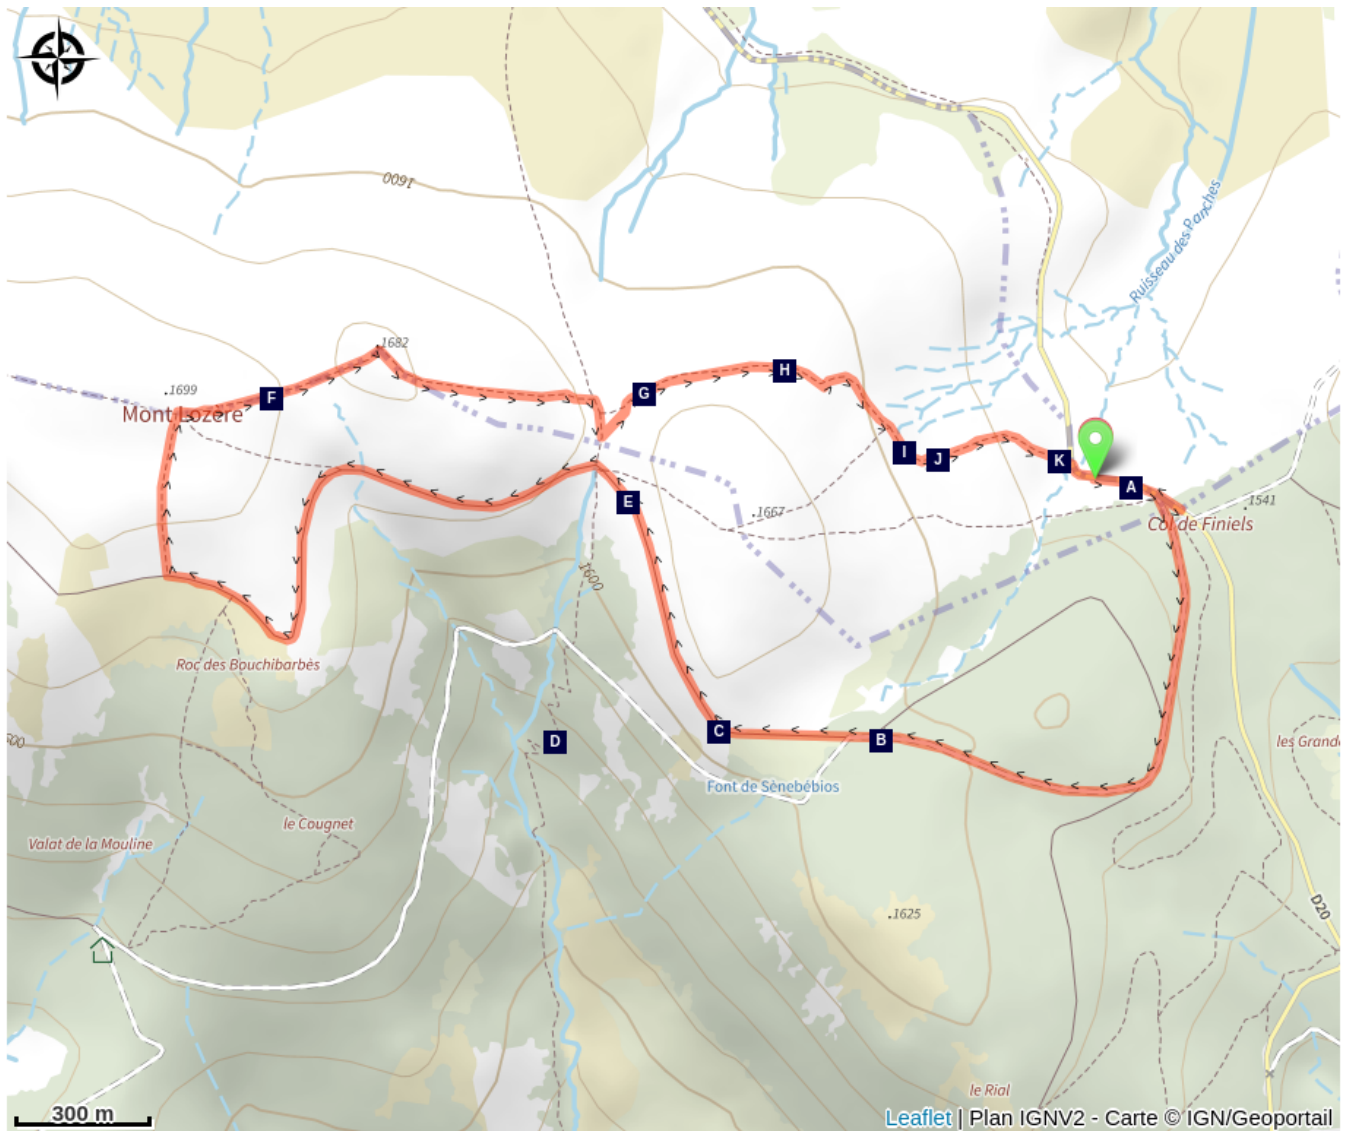 1600
Ruisseau des Panches
1682
1699
Mont Lozère
F
G
H
I
J
K
A
1541
Col de Finiels
1667
E
1600
Roc des Bouchibarbès
C
B
D
Font de Sènebébios
les Grand
le Cougnet
Valat de la Mouline
D20
1625
le Rial
300 m
Leaflet | Plan IGNV2 - Carte © IGN/Geoportail